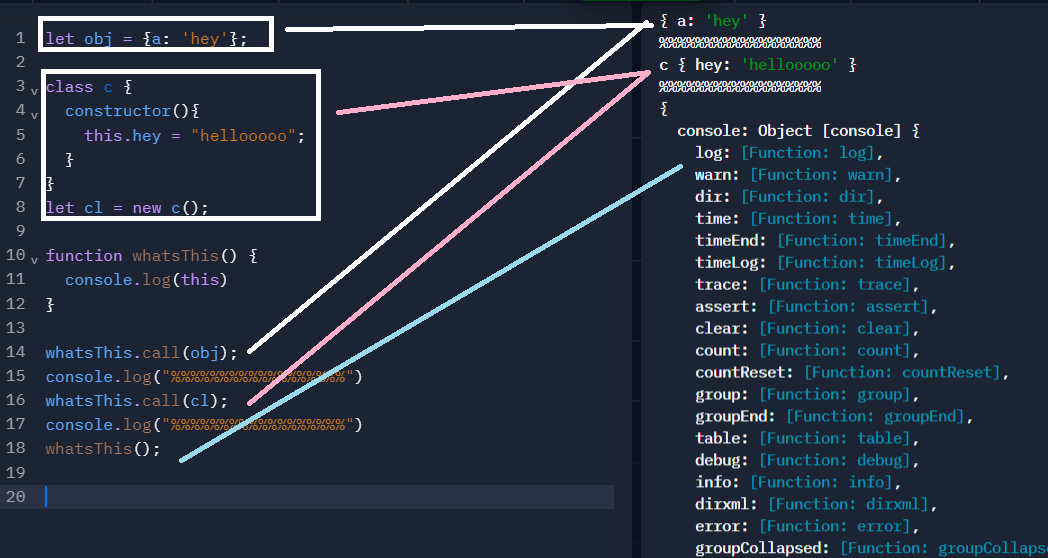 1 let obj = {a: 'hey'};
2
3 class c {
4 constructor(){
5 this.hey = "hellooooo";
6 }
7 }
8 let cl = new c();
9
10 function whatsThis() {
11 console.log(this)
12 }
13
14 whatsThis.call(obj);
15 console.log("%%%%%%%%%%%%%%%%%%")
16 whatsThis.call(cl);
17 console.log("%%%%%%%%%%%%%%%%%%")
18 whatsThis();
19
20
{ a: 'hey' }
%%%%%%%%%%%%%%%%%%
c { hey: 'hellooooo' }
%%%%%%%%%%%%%%%%%%
{
console: Object [console] {
log: [Function: log],
warn: [Function: warn],
dir: [Function: dir],
time: [Function: time],
timeEnd: [Function: timeEnd],
timeLog: [Function: timeLog],
trace: [Function: trace],
assert: [Function: assert],
clear: [Function: clear],
count: [Function: count],
countReset: [Function: countReset],
group: [Function: group],
groupEnd: [Function: groupEnd],
table: [Function: table],
debug: [Function: debug],
info: [Function: info],
dirxml: [Function: dirxml],
error: [Function: error],
groupCollapsed: [Function: groupCollaps